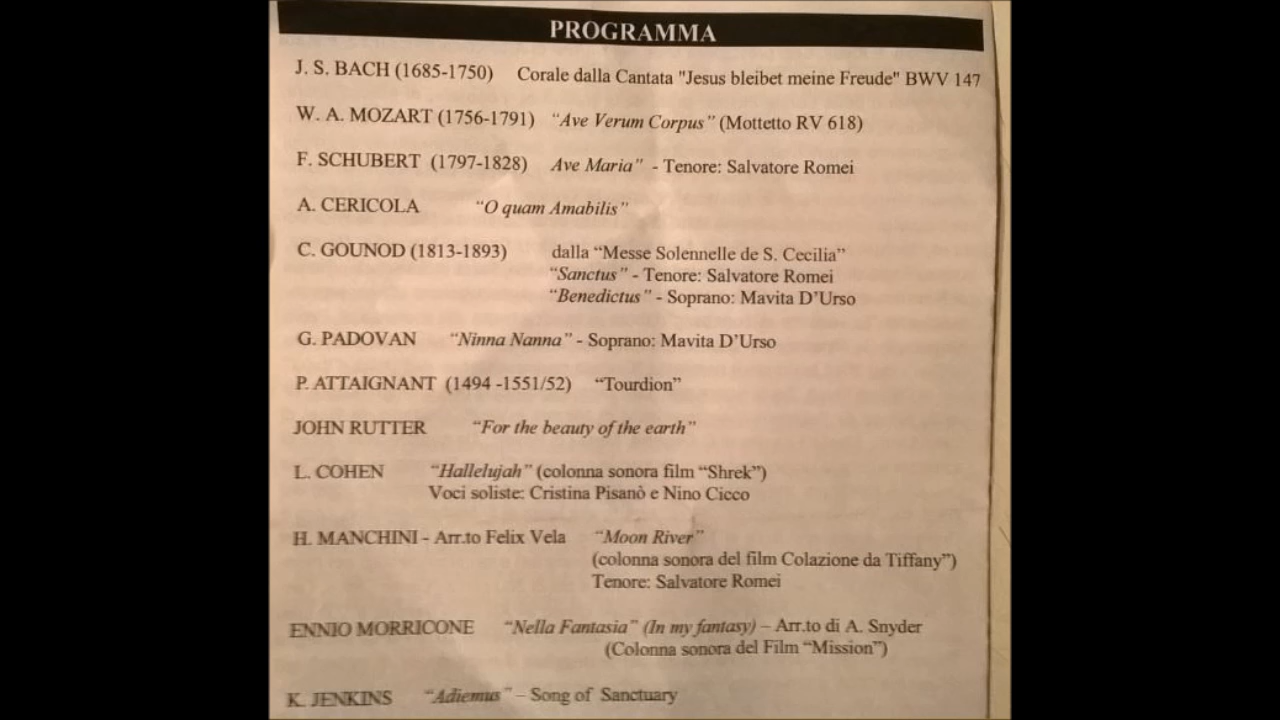 PROGRAMMA
J. S. BACH (1685-1750) Corale dalla Cantata "Jesus bleibet meine Freude" BWV 147
W. A. MOZART (1756-1791) “Ave Verum Corpus” (Mottetto RV 618)
F. SCHUBERT (1797-1828) Ave Maria” - Tenore: Salvatore Romei
A. CERICOLA “O quam Amabilis”
C. GOUNOD (1813-1893) dalla “Messe Solennelle de S. Cecilia”
“Sanctus” - Tenore: Salvatore Romei
“Benedictus” - Soprano: Mavita D’Urso
G. PADOVAN “Ninna Nanna” - Soprano: Mavita D’Urso
P. ATTAIGNANT (1494 -1551/52) “Tourdion”
JOHN RUTTER “For the beauty of the earth”
L. COHEN “Hallelujah” (colonna sonora film “Shrek”)
Voci soliste: Cristina Pisanò e Nino Cicco
H. MANCHINI - Arr.to Felix Vela “Moon River”
(colonna sonora del film Colazione da Tiffany”)
Tenore: Salvatore Romei
ENNIO MORRICONE “Nella Fantasia” (In my fantasy) – Arr.to di A. Snyder
(Colonna sonora del Film “Mission”)
K. JENKINS “Adiemus” – Song of Sanctuary